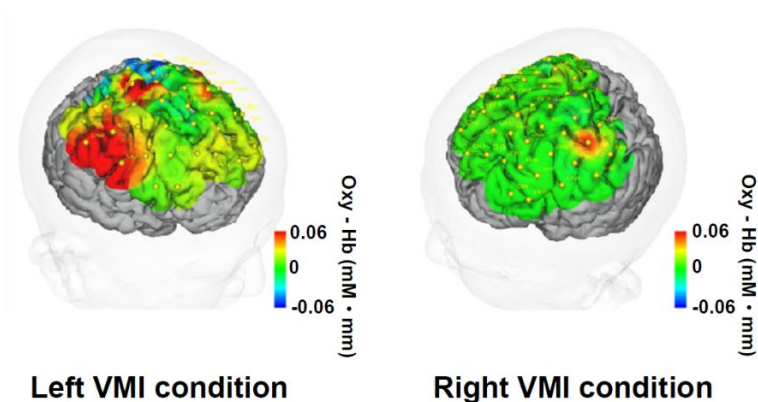 0.06
0
-0.06
Oxy - Hb (mM • mm)
0.06
0
-0.06
Oxy - Hb (mM • mm)
Left VMI condition
Right VMI condition